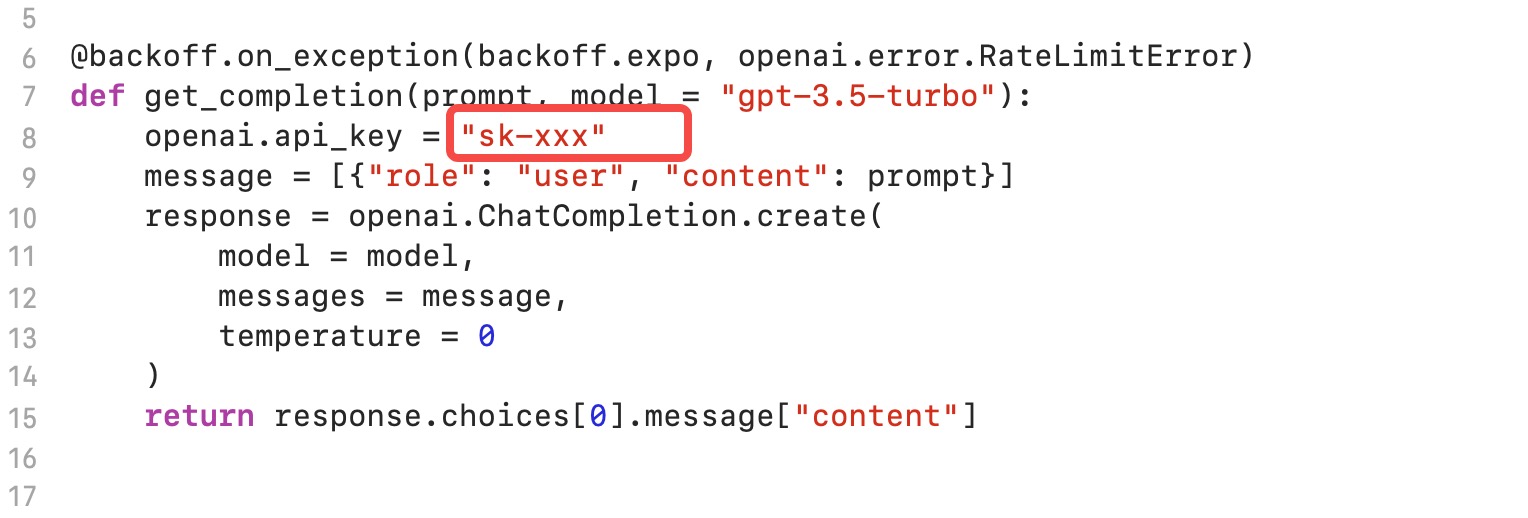 5
6 @backoff.on_exception(backoff.expo, openai.error.RateLimitError)
7 def get_completion(prompt, model = "gpt-3.5-turbo"):
8     openai.api_key = "sk-xxx"
9     message = [{"role": "user", "content": prompt}]
10     response = openai.ChatCompletion.create(
11         model = model,
12         messages = message,
13         temperature = 0
14     )
15     return response.choices[0].message["content"]
16
17